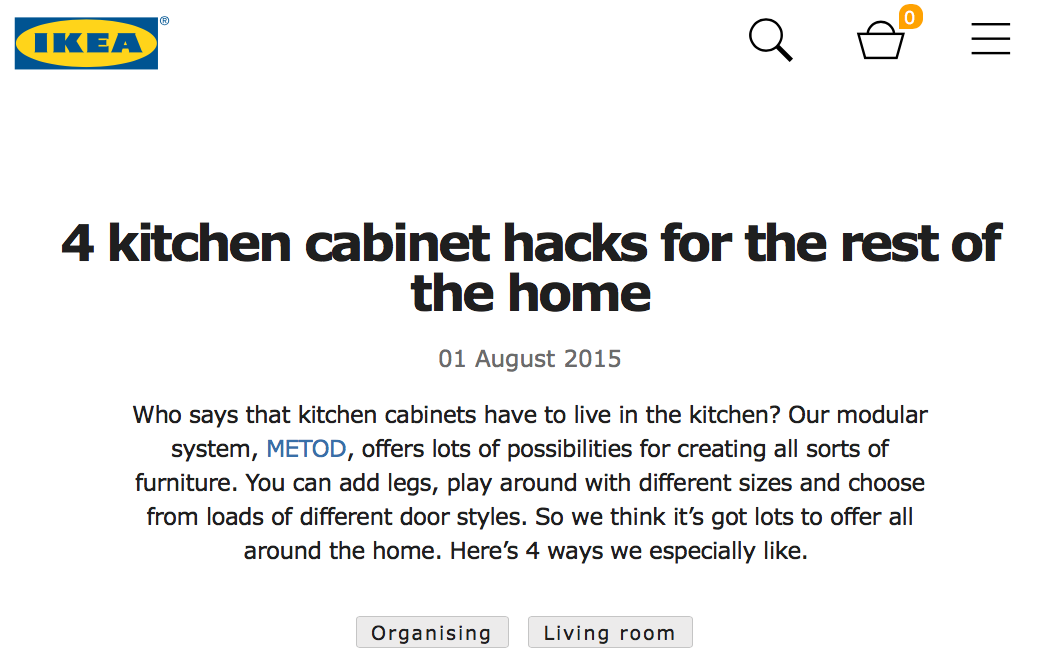 IKEA®
0
4 kitchen cabinet hacks for the rest of
the home
01 August 2015
Who says that kitchen cabinets have to live in the kitchen? Our modular
system, METOD, offers lots of possibilities for creating all sorts of
furniture. You can add legs, play around with different sizes and choose
from loads of different door styles. So we think it’s got lots to offer all
around the home. Here’s 4 ways we especially like.
Organising Living room